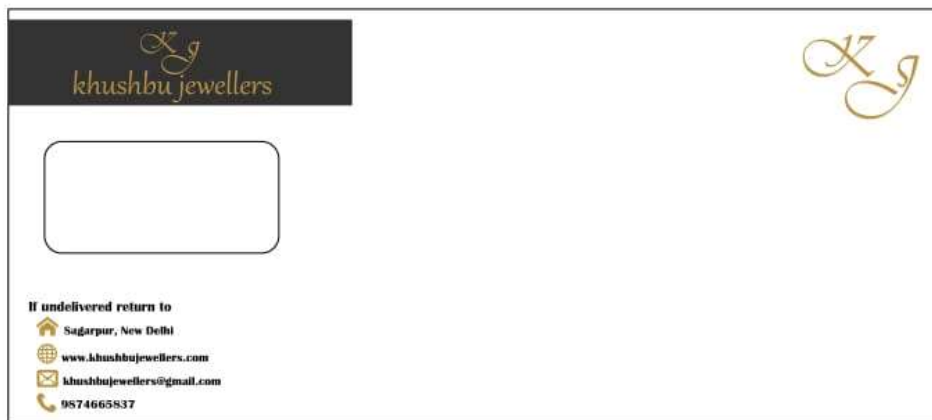 KJ
khushbu jewellers
KJ
If undelivered return to
Sagarpur, New Delhi
www.khushbujewellers.com
khushbujewellers@gmail.com
9874665837